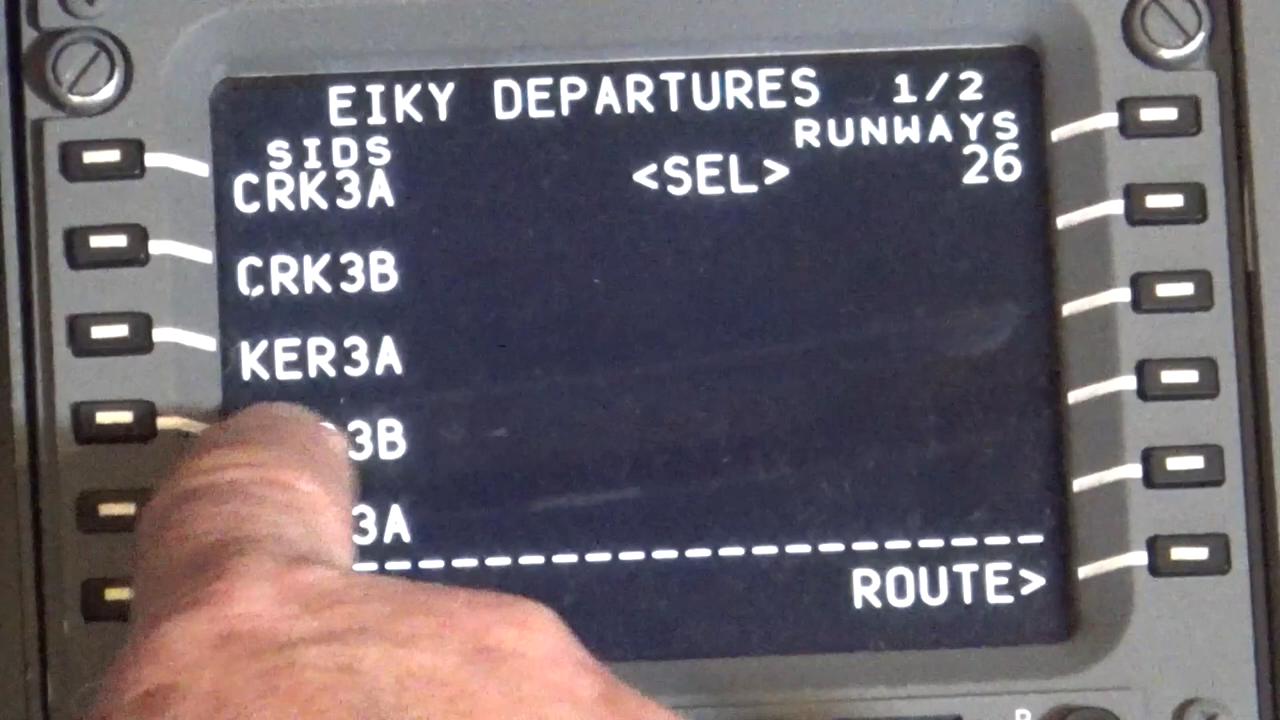 EIKY DEPARTURES 1/2
SIDS RUNWAYS
CRK3A <SEL> 26
CRK3B
KER3A
3B
3A
ROUTE>